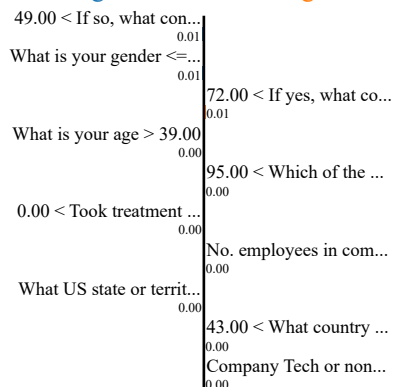 49.00 < If so, what con...
0.01
What is your gender <=...
0.01
72.00 < If yes, what co...
0.01
What is your age > 39.00
0.00
95.00 < Which of the ...
0.00
0.00 < Took treatment ...
0.00
No. employees in com...
0.00
What US state or territ...
0.00
43.00 < What country ...
0.00
Company Tech or non...
0.00